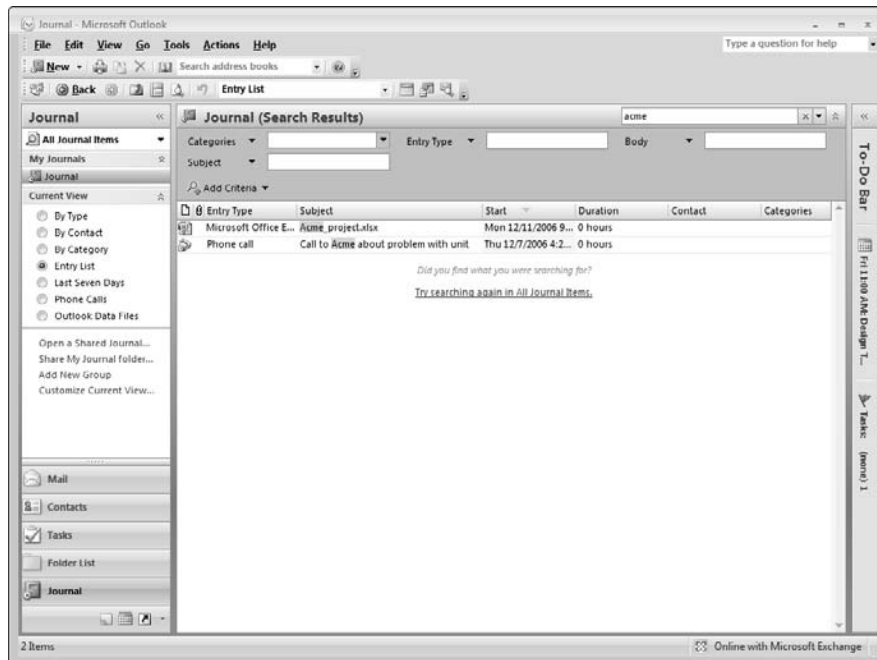 Journal - Microsoft Outlook
File Edit View Go Tools Actions Help
Type a question for help
New Search address books
Back Entry List
Journal «
All Journal Items
My Journals
Journal
Current View
By Type
By Contact
By Category
Entry List
Last Seven Days
Phone Calls
Outlook Data Files
Open a Shared Journal...
Share My Journal folder...
Add New Group
Customize Current View...
Mail
Contacts
Tasks
Folder List
Journal
Journal (Search Results) acme
Categories Entry Type Body
Subject
Add Criteria
Entry Type Subject Start Duration Contact Categories
Microsoft Office E... Acme_project.xlsx Mon 12/11/2006 9... 0 hours
Phone call Call to Acme about problem with unit Thu 12/7/2006 4:2... 0 hours
Did you find what you were searching for?
Try searching again in All Journal Items.
«
To-Do Bar
Fri 11:00 AM: Design T...
Tasks: (none) 1
2 Items
Online with Microsoft Exchange